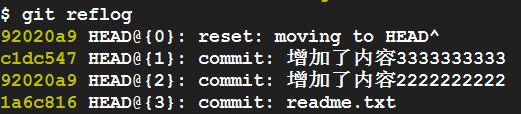 $ git reflog
92020a9 HEAD@{0}: reset: moving to HEAD^
c1dc547 HEAD@{1}: commit: 增加了内容3333333333
92020a9 HEAD@{2}: commit: 增加了内容2222222222
1a6c816 HEAD@{3}: commit: readme.txt